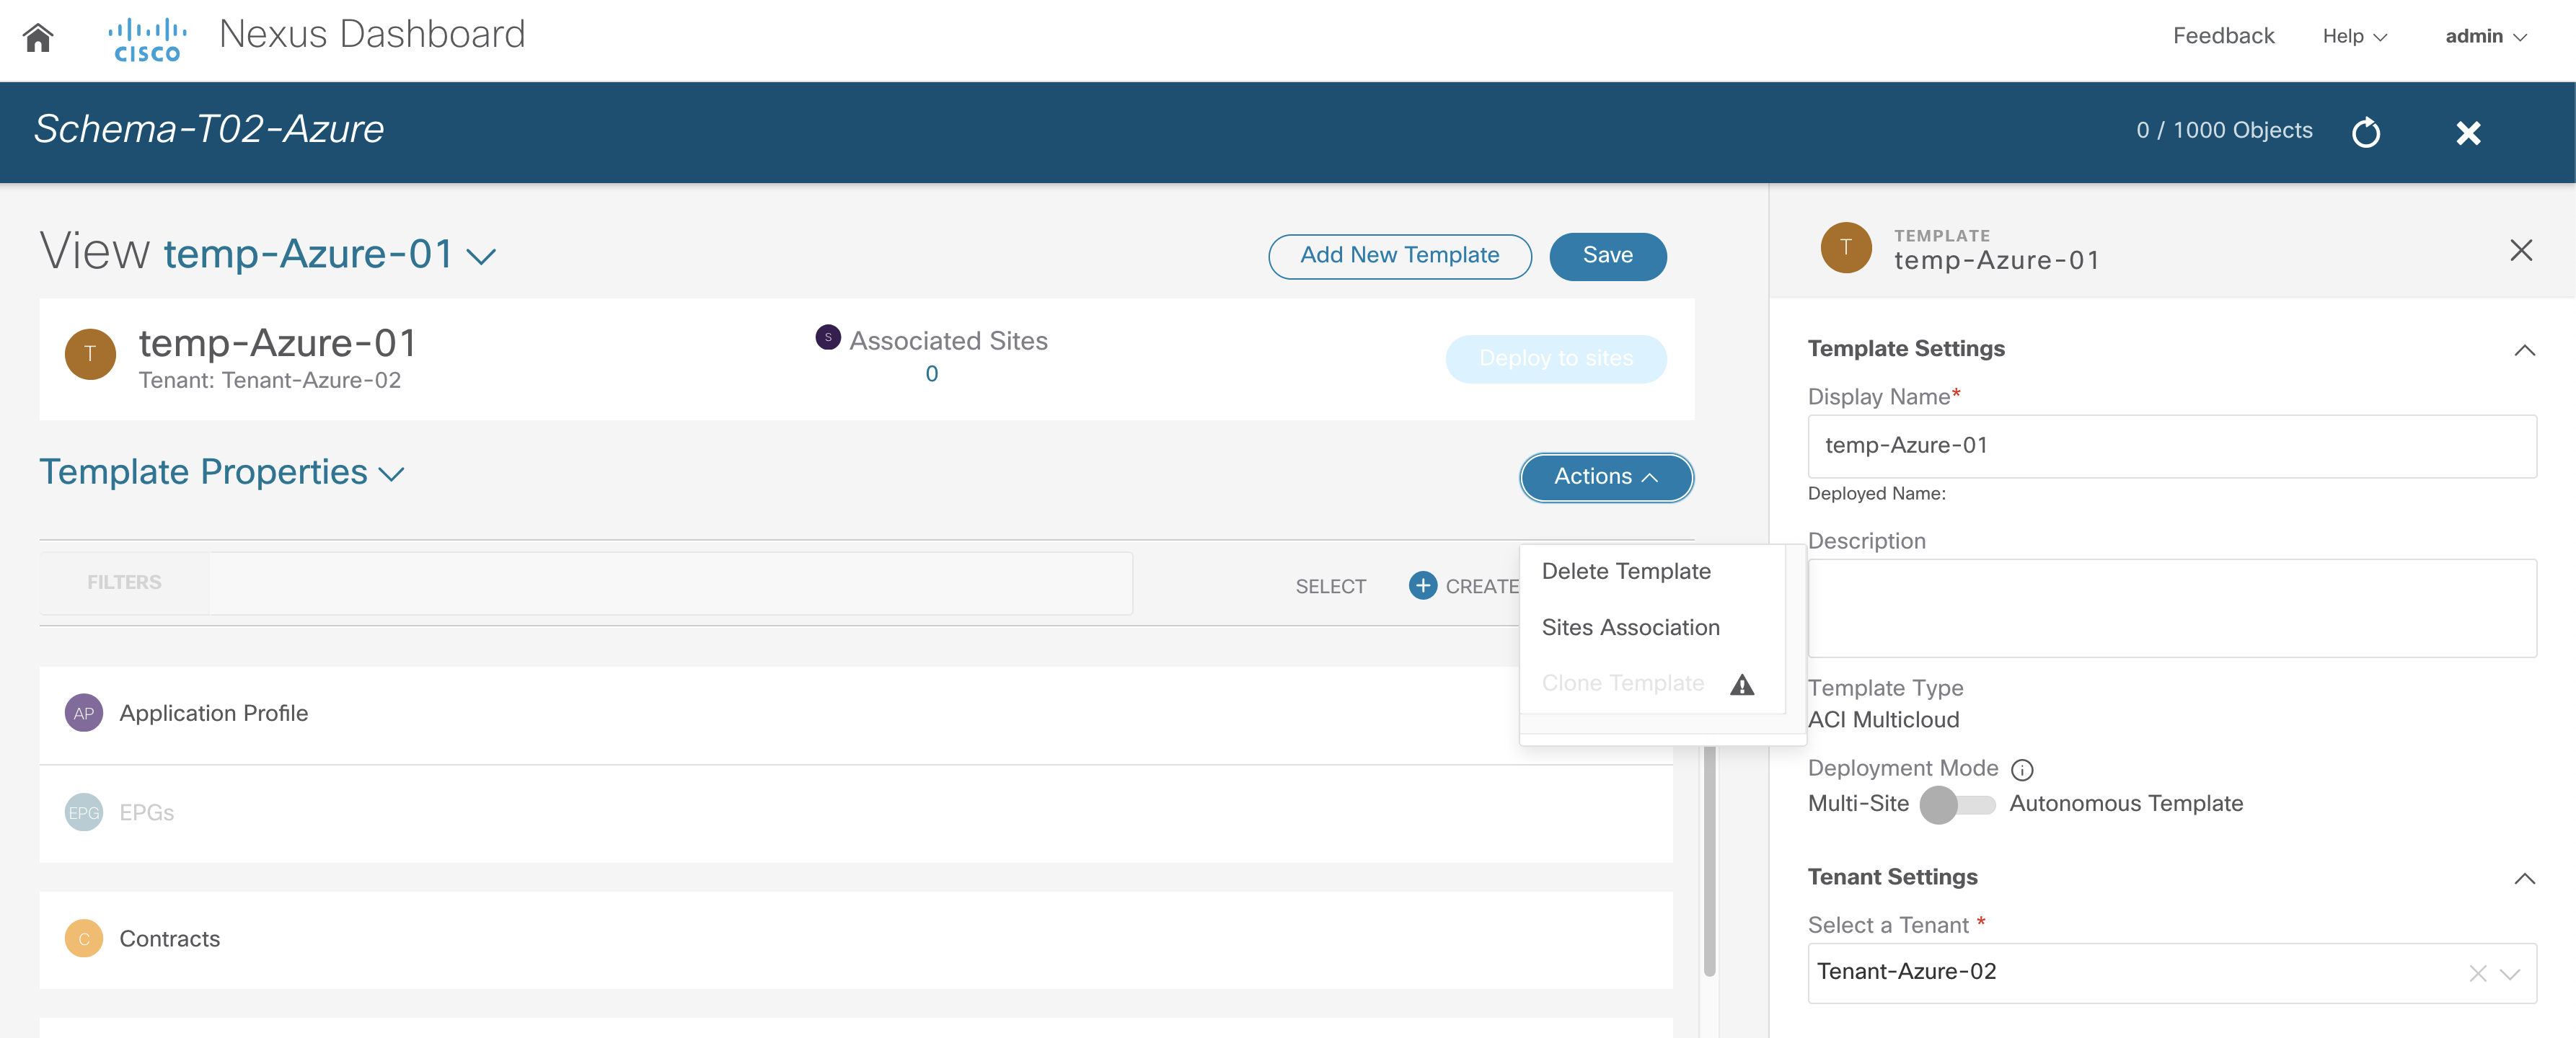 CISCO
Nexus Dashboard
Feedback
Help
admin
Schema-T02-Azure
0 / 1000 Objects
View temp-Azure-01
Add New Template
Save
T
temp-Azure-01
Tenant: Tenant-Azure-02
S
Associated Sites
0
Deploy to sites
Template Properties
Actions
FILTERS
SELECT
CREATE
Delete Template
Sites Association
Clone Template
AP
Application Profile
EPG
EPGs
C
Contracts
T
TEMPLATE
temp-Azure-01
Template Settings
Display Name*
temp-Azure-01
Deployed Name:
Description
Template Type
ACI Multicloud
Deployment Mode
Multi-Site
Autonomous Template
Tenant Settings
Select a Tenant *
Tenant-Azure-02